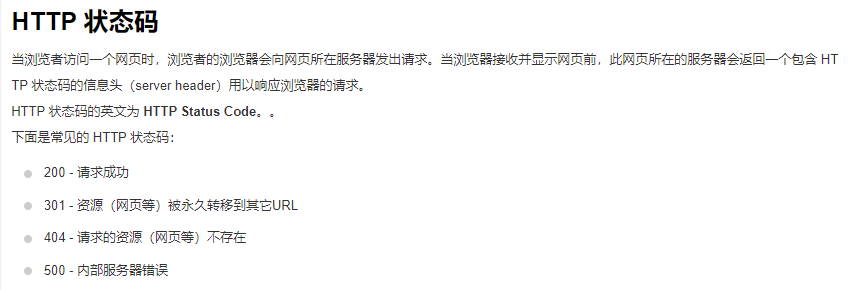 HTTP 状态码
当浏览者访问一个网页时，浏览者的浏览器会向网页所在服务器发出请求。当浏览器接收并显示网页前，此网页所在的服务器会返回一个包含 HT
TP 状态码的信息头（server header）用以响应浏览器的请求。
HTTP 状态码的英文为 HTTP Status Code。。
下面是常见的 HTTP 状态码：
200 - 请求成功
301 - 资源（网页等）被永久转移到其它URL
404 - 请求的资源（网页等）不存在
500 - 内部服务器错误